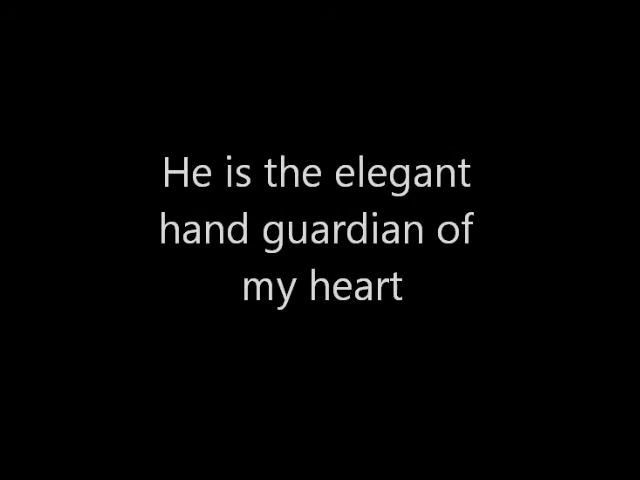 He is the elegant
hand guardian of
my heart